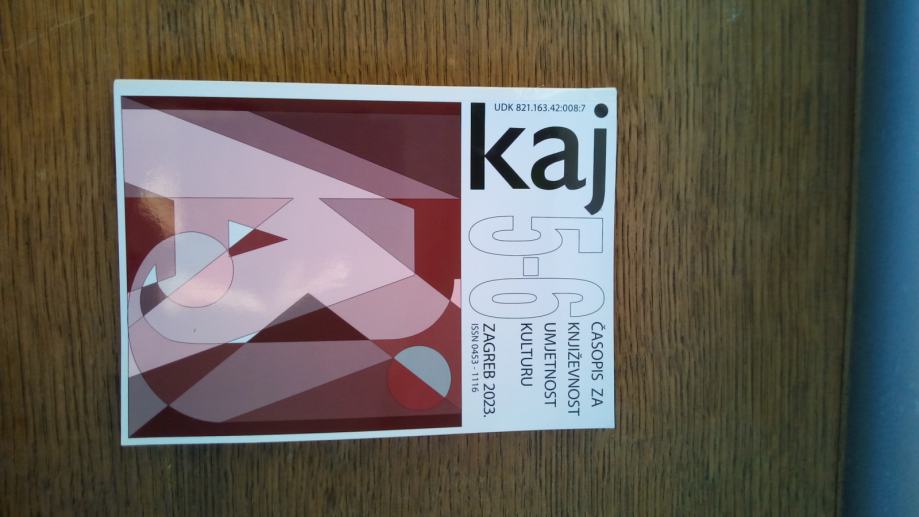 UDK 821.163.42:008:7
kaj
5-6
ČASOPIS ZA
KNJIŽEVNOST
UMJETNOST
KULTURU
ZAGREB 2023.
ISSN 0453 - 1116